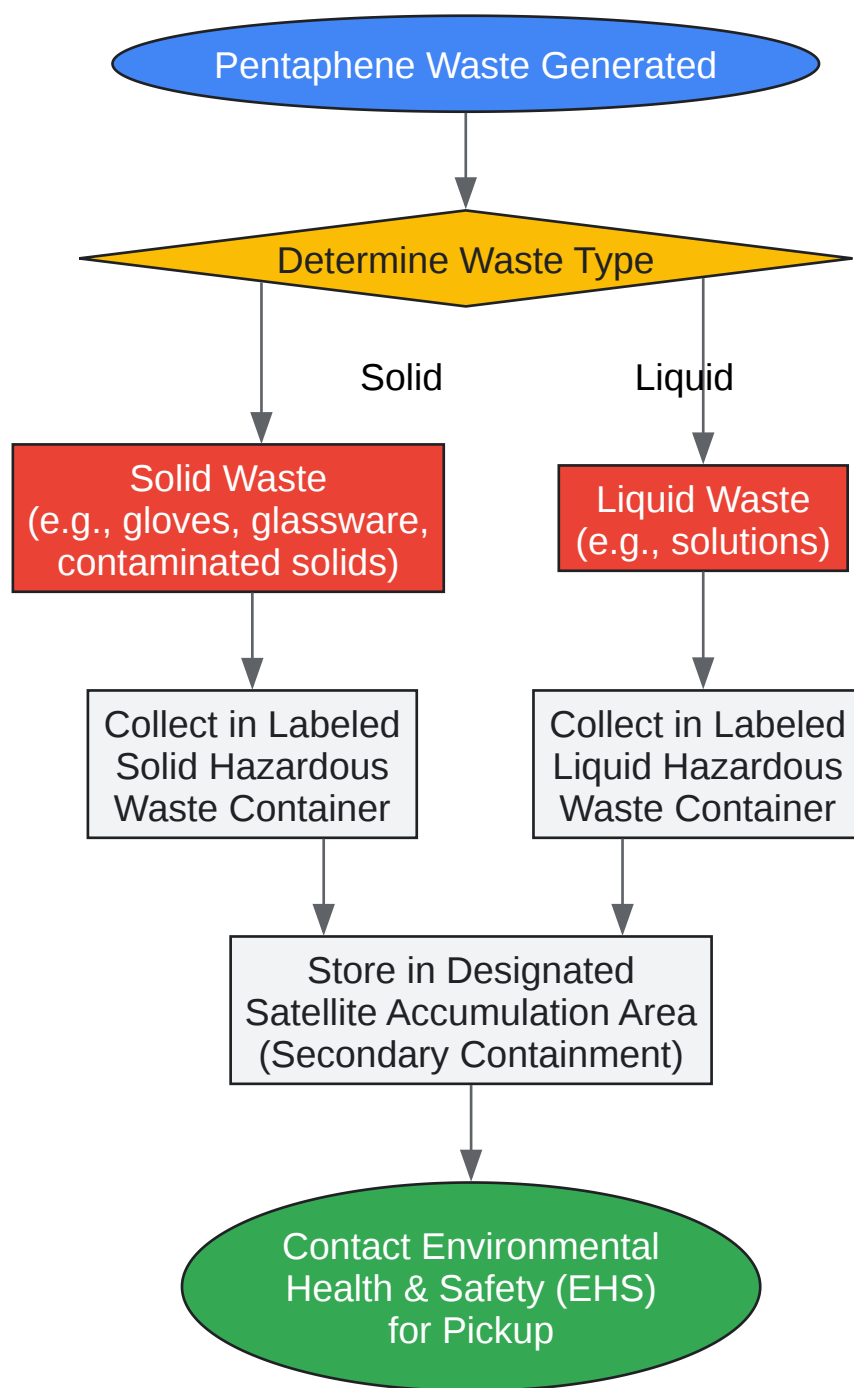 Pentaphene Waste Generated
Determine Waste Type
Solid
Liquid
Solid Waste
(e.g., gloves, glassware,
contaminated solids)
Liquid Waste
(e.g., solutions)
Collect in Labeled
Solid Hazardous
Waste Container
Collect in Labeled
Liquid Hazardous
Waste Container
Store in Designated
Satellite Accumulation Area
(Secondary Containment)
Contact Environmental
Health & Safety (EHS)
for Pickup